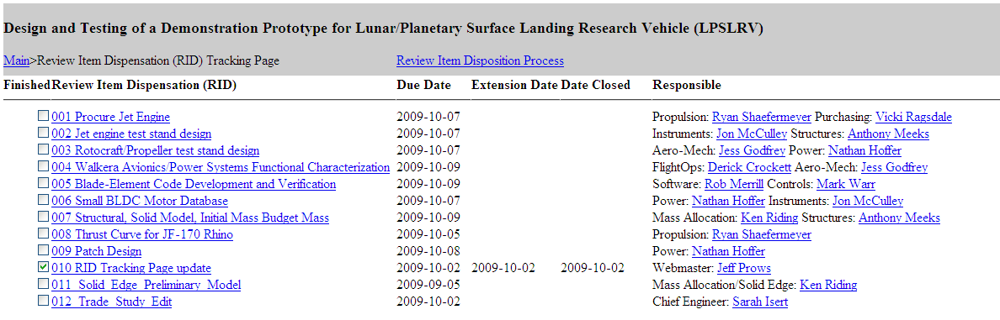 Design and Testing of a Demonstration Prototype for Lunar/Planetary Surface Landing Research Vehicle (LPSLRV)
Main>Review Item Dispensation (RID) Tracking Page Review Item Disposition Process
Finished Review Item Dispensation (RID) Due Date Extension Date Date Closed Responsible
001 Procure Jet Engine 2009-10-07 Propulsion: Ryan Shaefermeyer Purchasing: Vicki Ragsdale
002 Jet engine test stand design 2009-10-07 Instruments: Jon McCulley Structures: Anthony Meeks
003 Rotocraft/Propeller test stand design 2009-10-07 Aero-Mech: Jess Godfrey Power: Nathan Hoffer
004 Walkera Avionics/Power Systems Functional Characterization 2009-10-09 FlightOps: Derick Crockett Aero-Mech: Jess Godfrey
005 Blade-Element Code Development and Verification 2009-10-09 Software: Rob Merrill Controls: Mark Warr
006 Small BLDC Motor Database 2009-10-07 Power: Nathan Hoffer Instruments: Jon McCulley
007 Structural, Solid Model, Initial Mass Budget Mass 2009-10-09 Mass Allocation: Ken Riding Structures: Anthony Meeks
008 Thrust Curve for JF-170 Rhino 2009-10-05 Propulsion: Ryan Shaefermeyer
009 Patch Design 2009-10-08 Power: Nathan Hoffer
010 RID Tracking Page update 2009-10-02 2009-10-02 2009-10-02 Webmaster: Jeff Prows
011_Solid_Edge_Preliminary_Model 2009-09-05 Mass Allocation/Solid Edge: Ken Riding
012_Trade_Study_Edit 2009-10-02 Chief Engineer: Sarah Isert